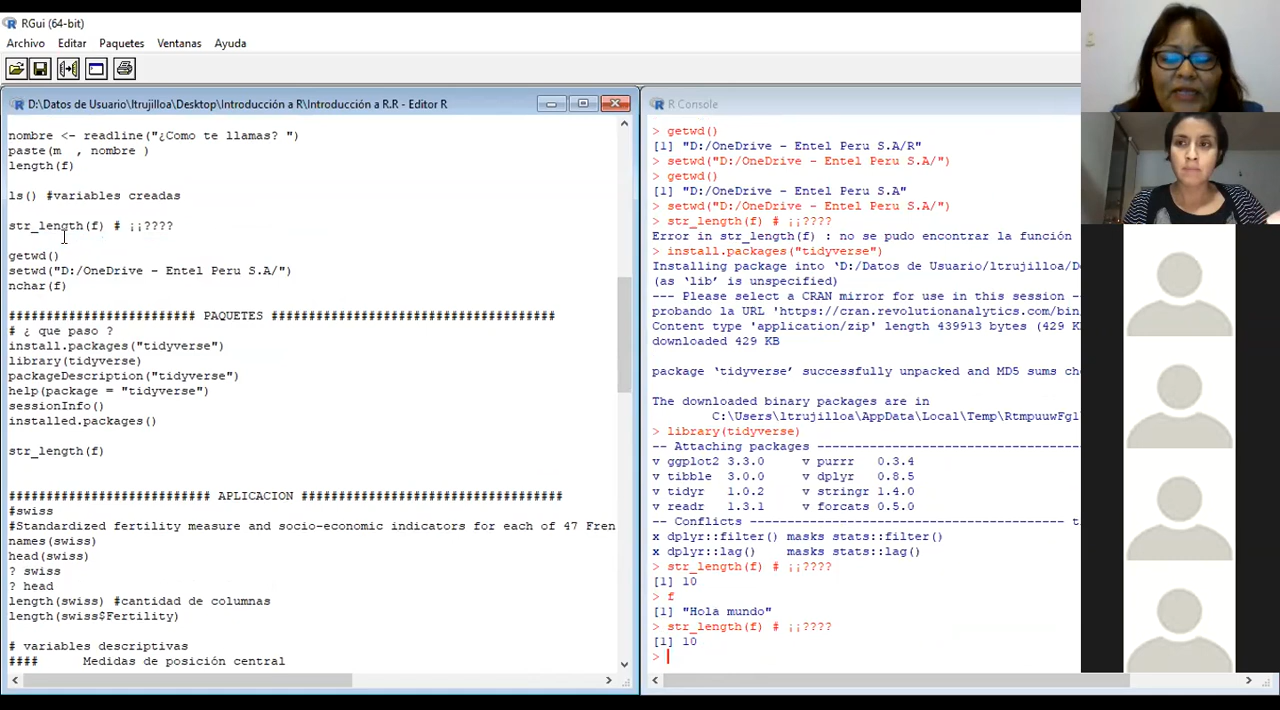 RGui (64-bit)
Archivo Editar Paquetes Ventanas Ayuda
D:\Datos de Usuario\ltrujilloa\Desktop\Introducción a R\Introducción a R.R - Editor R
nombre <- readline("¿Como te llamas? ")
paste(m , nombre )
length(f)
ls() #variables creadas
str_length(f) # ¡¡????
getwd()
setwd("D:/OneDrive - Entel Peru S.A/")
nchar(f)
######################### PAQUETES ######################################
# ¿ que paso ?
install.packages("tidyverse")
library(tidyverse)
packageDescription("tidyverse")
help(package = "tidyverse")
sessionInfo()
installed.packages()
str_length(f)
########################### APLICACION ###################################
#swiss
#Standardized fertility measure and socio-economic indicators for each of 47 Fren
names(swiss)
head(swiss)
? swiss
? head
length(swiss) #cantidad de columnas
length(swiss$Fertility)
# variables descriptivas
#### Medidas de posición central
R Console
> getwd()
[1] "D:/OneDrive - Entel Peru S.A/R"
> setwd("D:/OneDrive - Entel Peru S.A/")
> getwd()
[1] "D:/OneDrive - Entel Peru S.A"
> setwd("D:/OneDrive - Entel Peru S.A/")
> str_length(f) # ¡¡????
Error in str_length(f) : no se pudo encontrar la función
> install.packages("tidyverse")
Installing package into ‘D:/Datos de Usuario/ltrujilloa/Do
(as ‘lib’ is unspecified)
--- Please select a CRAN mirror for use in this session --
probando la URL 'https://cran.revolutionanalytics.com/bin/
Content type 'application/zip' length 439913 bytes (429 K
downloaded 429 KB
package ‘tidyverse’ successfully unpacked and MD5 sums che
The downloaded binary packages are in
C:\Users\ltrujilloa\AppData\Local\Temp\RtmpuuwFgl
> library(tidyverse)
-- Attaching packages ---------------------------------
v ggplot2 3.3.0 v purrr 0.3.4
v tibble 3.0.0 v dplyr 0.8.5
v tidyr 1.0.2 v stringr 1.4.0
v readr 1.3.1 v forcats 0.5.0
-- Conflicts ------------------------------------ t
x dplyr::filter() masks stats::filter()
x dplyr::lag() masks stats::lag()
> str_length(f) # ¡¡????
[1] 10
> f
[1] "Hola mundo"
> str_length(f) # ¡¡????
[1] 10
>